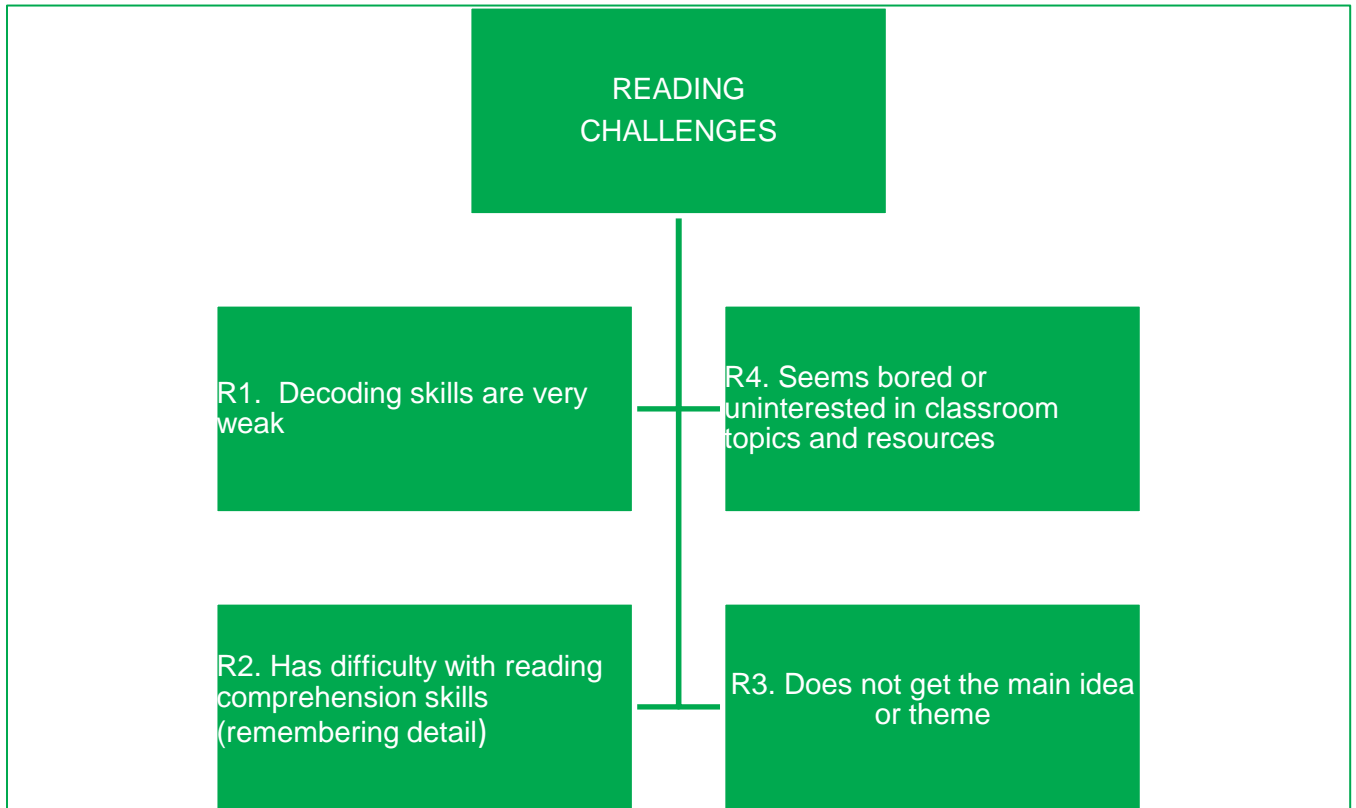 READING
CHALLENGES
R1.  Decoding skills are very
weak
R4. Seems bored or
uninterested in classroom
topics and resources
R2. Has difficulty with reading
comprehension skills
(remembering detail)
R3. Does not get the main idea
or theme